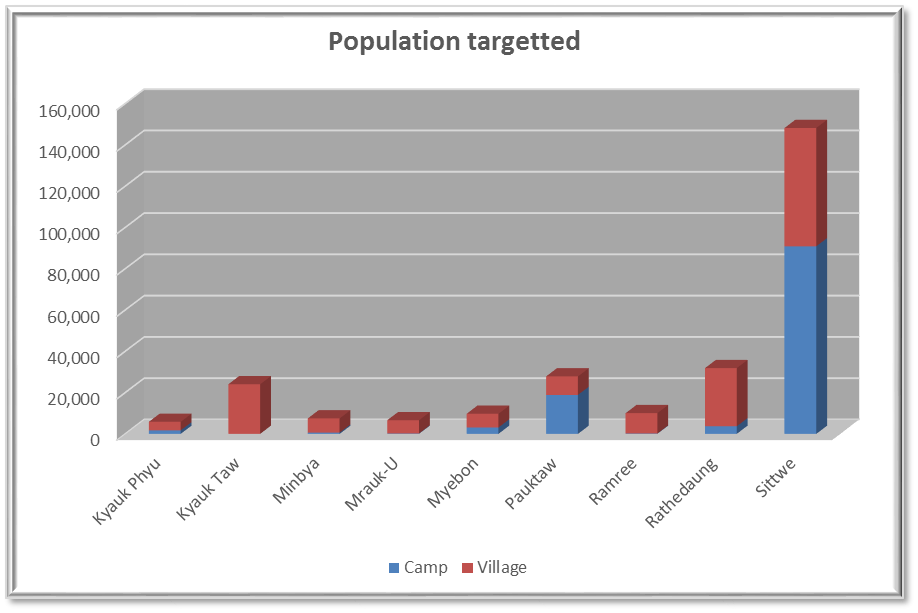 Population targetted
160,000
140,000
120,000
100,000
80,000
60,000
40,000
20,000
0
Kyauk Phyu
Kyauk Taw
Minbya
Mrauk-U
Myebon
Pauktaw
Ramree
Rathedaung
Sittwe
Camp Village